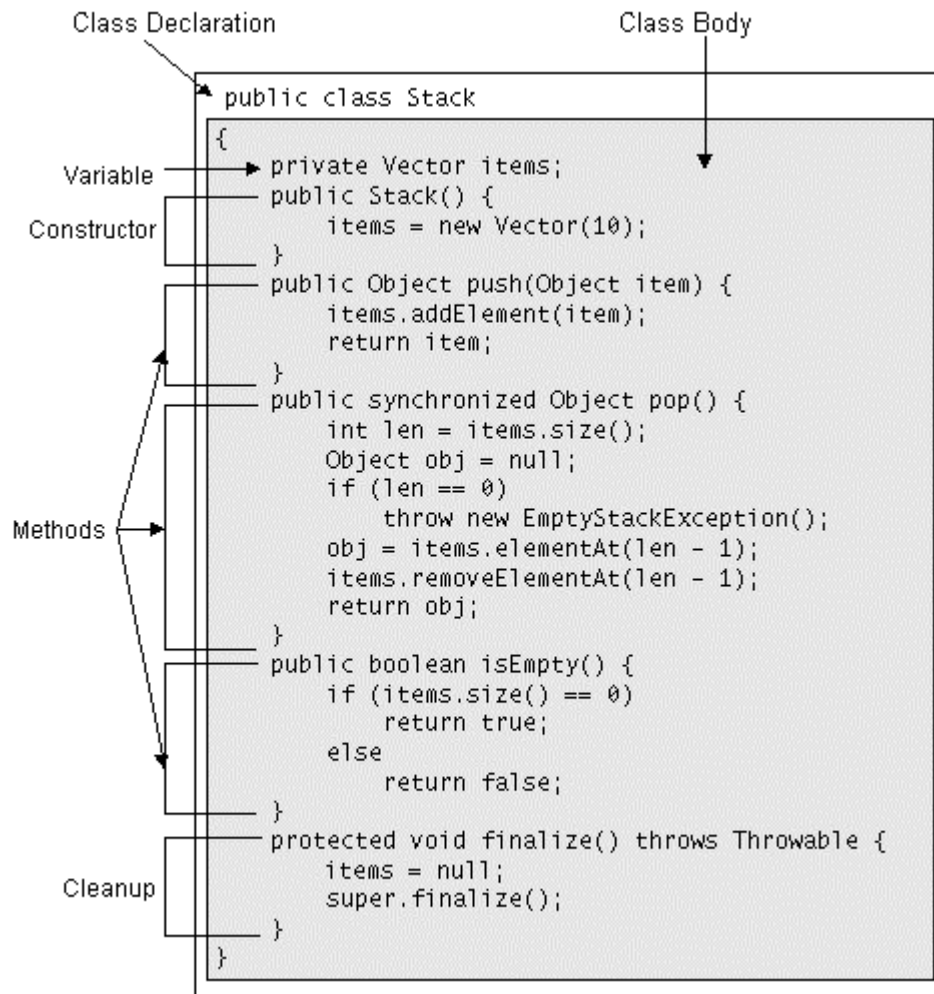 Class Declaration
Class Body
public class Stack
{
Variable
private Vector items;
Constructor
public Stack() {
items = new Vector(10);
}
Methods
public Object push(Object item) {
items.addElement(item);
return item;
}
public synchronized Object pop() {
int len = items.size();
Object obj = null;
if (len == 0)
throw new EmptyStackException();
obj = items.elementAt(len - 1);
items.removeElementAt(len - 1);
return obj;
}
public boolean isEmpty() {
if (items.size() == 0)
return true;
else
return false;
}
Cleanup
protected void finalize() throws Throwable {
items = null;
super.finalize();
}
}